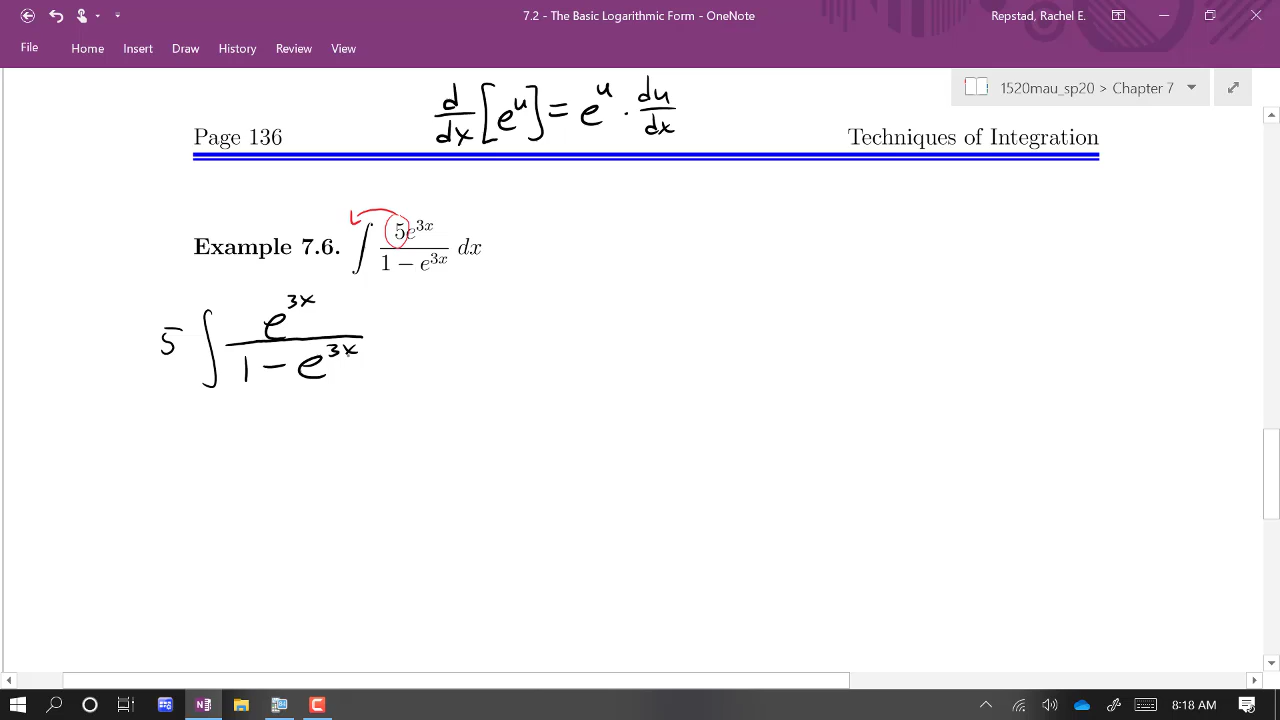 7.2 - The Basic Logarithmic Form - OneNote
Repstad, Rachel E.
File Home Insert Draw History Review View
1520mau_sp20 > Chapter 7
d/dx [e^u] = e^u · du/dx
Page 136 Techniques of Integration
Example 7.6. ∫ 5e^{3x} / (1 − e^{3x}) dx
5 ∫ e^{3x} / (1 − e^{3x})
8:18 AM